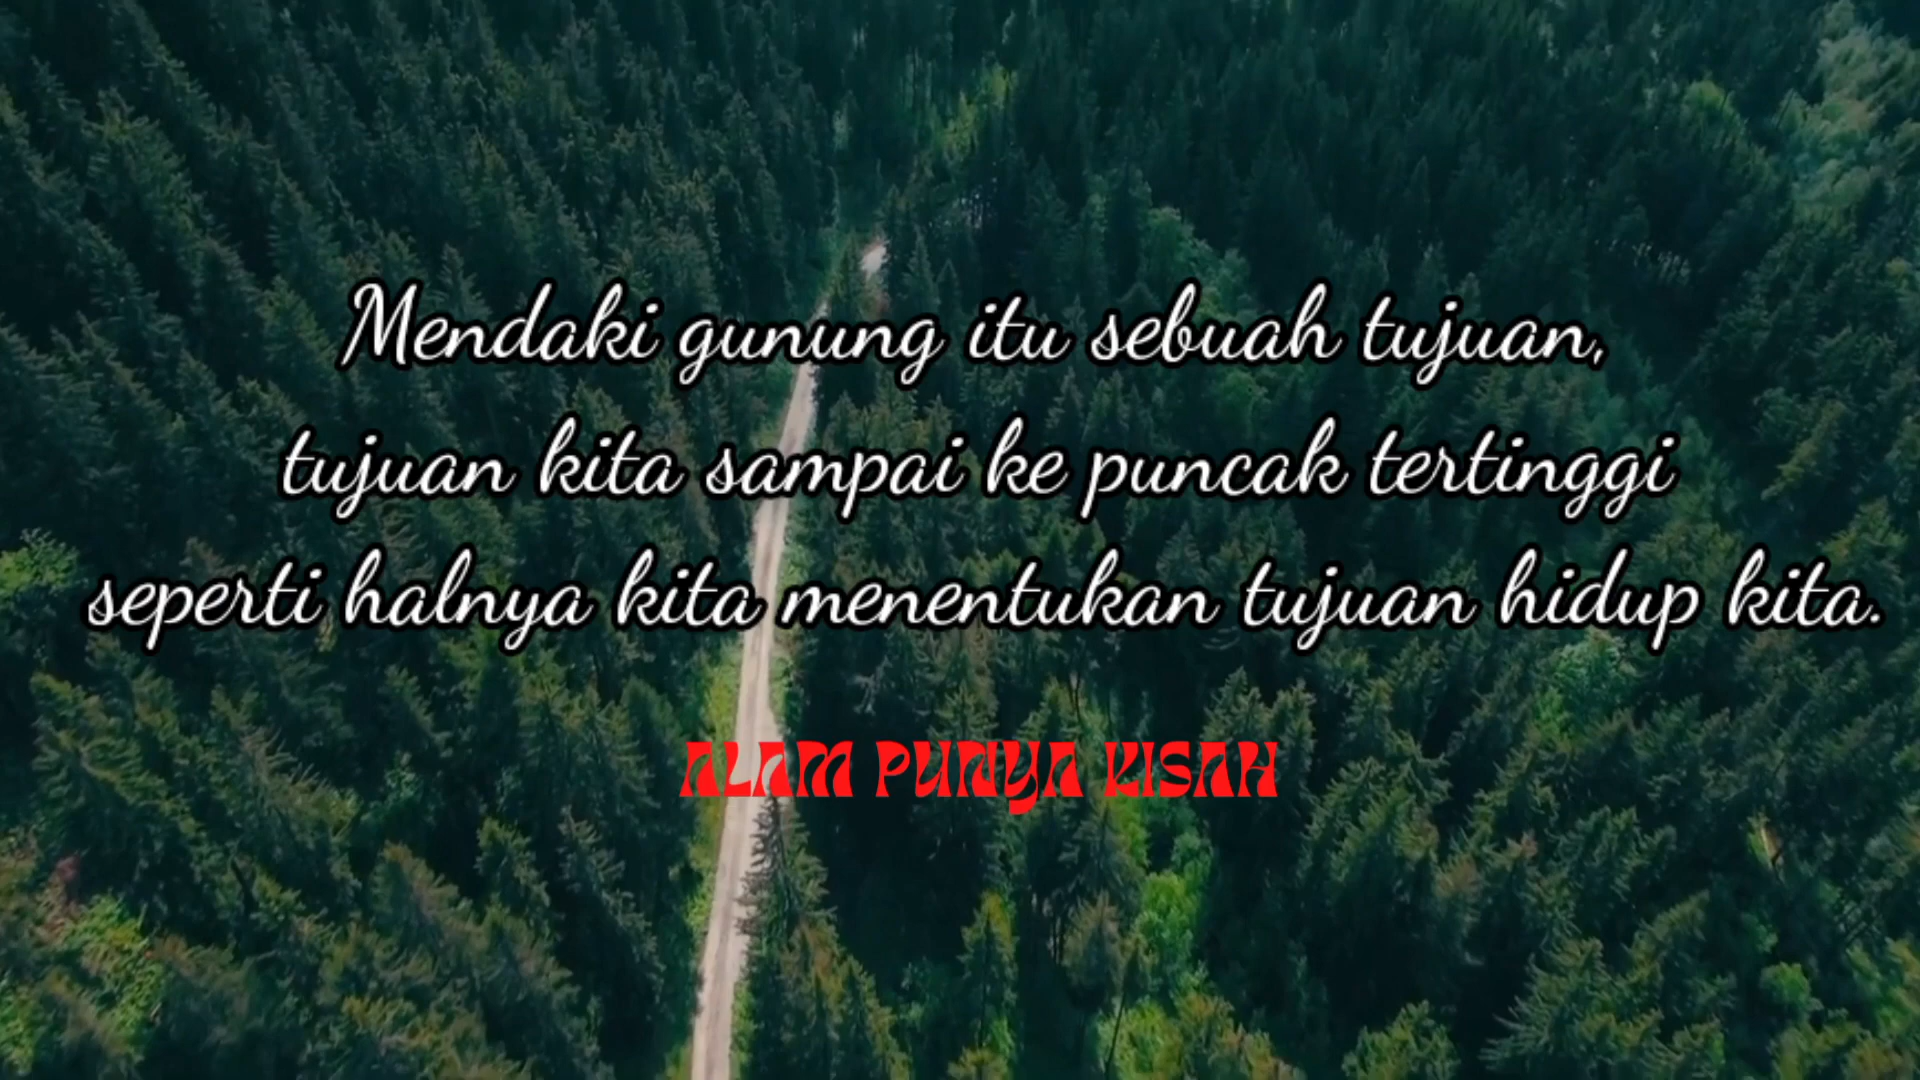 Mendaki gunung itu sebuah tujuan,
tujuan kita sampai ke puncak tertinggi
seperti halnya kita menentukan tujuan hidup kita.
ALAM PUNYA KISAH